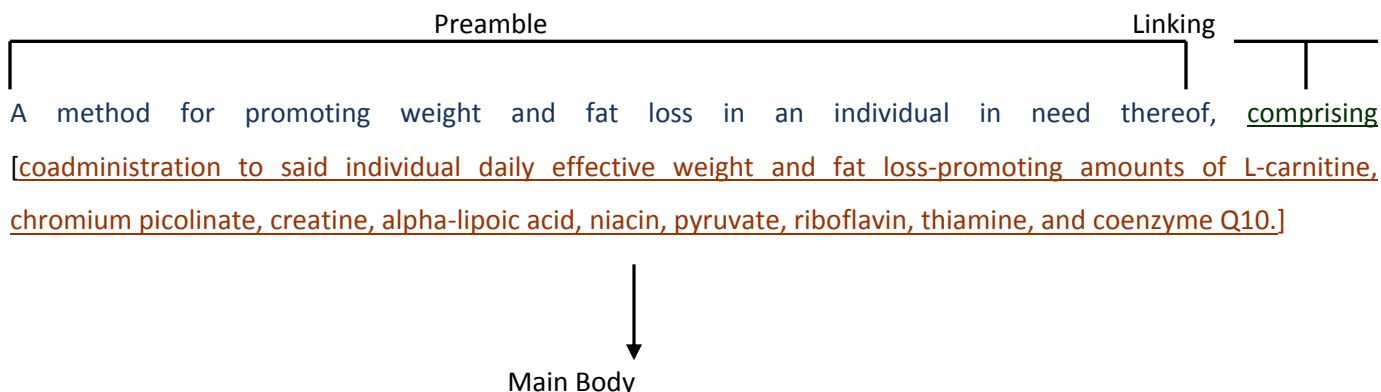 Preamble Linking
A method for promoting weight and fat loss in an individual in need thereof, comprising
[coadministration to said individual daily effective weight and fat loss-promoting amounts of L-carnitine,
chromium picolinate, creatine, alpha-lipoic acid, niacin, pyruvate, riboflavin, thiamine, and coenzyme Q10.]
Main Body